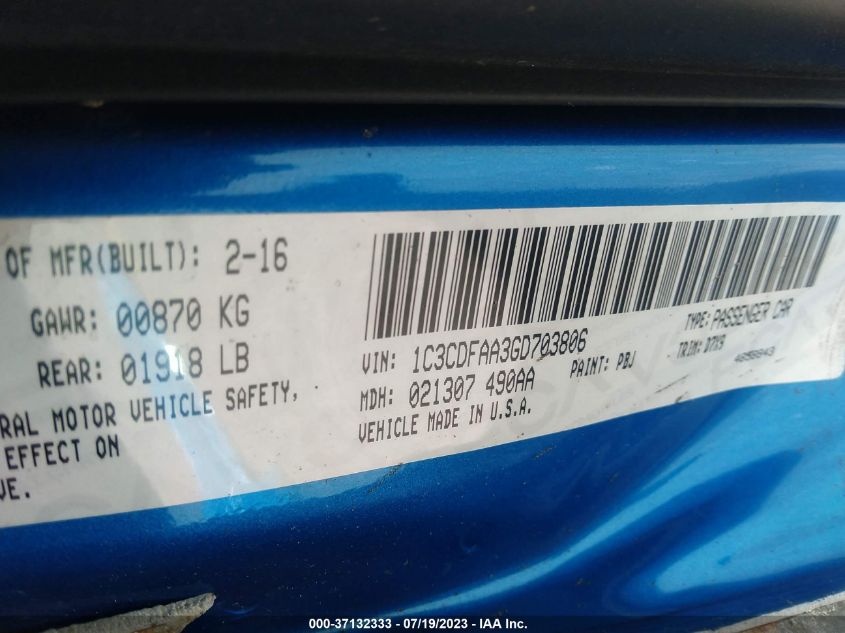 OF MFR(BUILT): 2-16
GAWR: 00870 KG
REAR: 01918 LB
RAL MOTOR VEHICLE SAFETY,
EFFECT ON
VE.
TYPE: PASSENGER CAR
VIN: 1C3CDFAA3GD703806
PAINT: PBJ
TRIM: D7X9
MDH: 021307 490AA
VEHICLE MADE IN U.S.A.
000-37132333 - 07/19/2023 - IAA Inc.